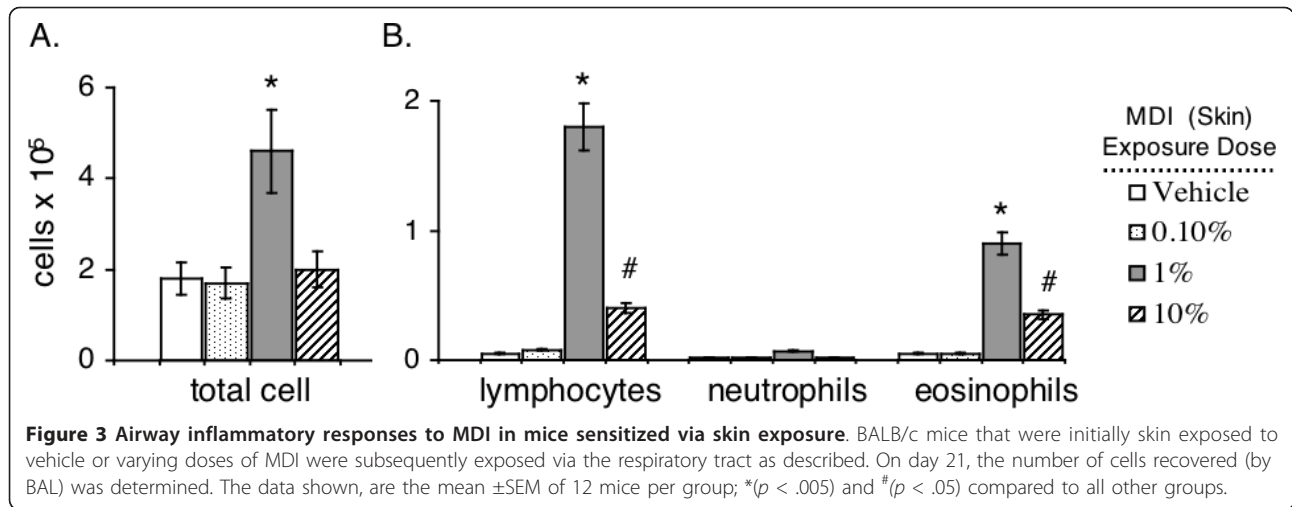 A.
B.
cells x 10⁵
6
4
2
0
*
total cell
2
1
0
*
#
*
#
lymphocytes
neutrophils
eosinophils
MDI (Skin)
Exposure Dose
Vehicle
0.10%
1%
10%
Figure 3 Airway inflammatory responses to MDI in mice sensitized via skin exposure. BALB/c mice that were initially skin exposed to
vehicle or varying doses of MDI were subsequently exposed via the respiratory tract as described. On day 21, the number of cells recovered (by
BAL) was determined. The data shown, are the mean ±SEM of 12 mice per group; *(p < .005) and #(p < .05) compared to all other groups.